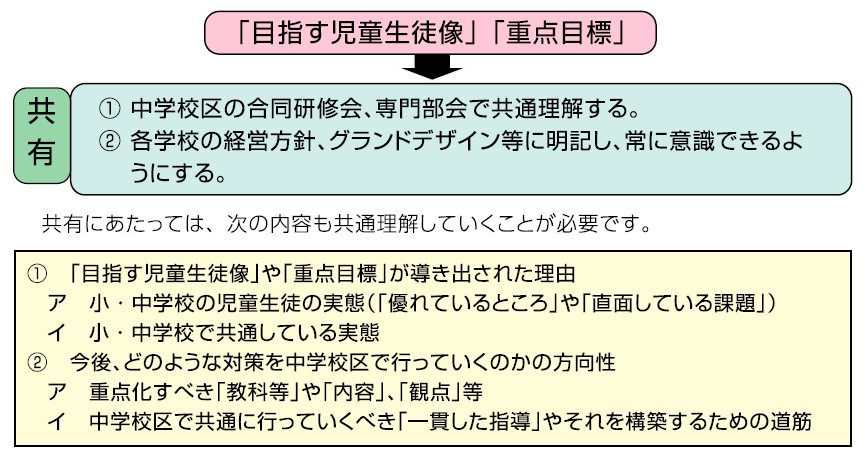 「目指す児童生徒像」「重点目標」
共有
① 中学校区の合同研修会、専門部会で共通理解する。
② 各学校の経営方針、グランドデザイン等に明記し、常に意識できるよ
うにする。
共有にあたっては、次の内容も共通理解していくことが必要です。
① 「目指す児童生徒像」や「重点目標」が導き出された理由
ア 小・中学校の児童生徒の実態(「優れているところ」や「直面している課題」)
イ 小・中学校で共通している実態
② 今後、どのような対策を中学校区で行っていくのかの方向性
ア 重点化すべき「教科等」や「内容」、「観点」等
イ 中学校区で共通に行っていくべき「一貫した指導」やそれを構築するための道筋